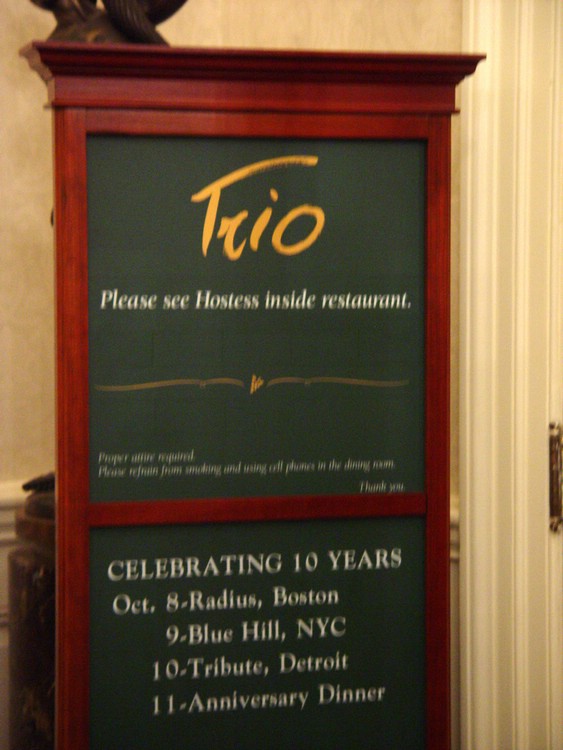 Trio
Please see Hostess inside restaurant.
Proper attire required.
Please refrain from smoking and using cell phones in the dining room.
Thank you.
CELEBRATING 10 YEARS
Oct. 8-Radius, Boston
9-Blue Hill, NYC
10-Tribute, Detroit
11-Anniversary Dinner